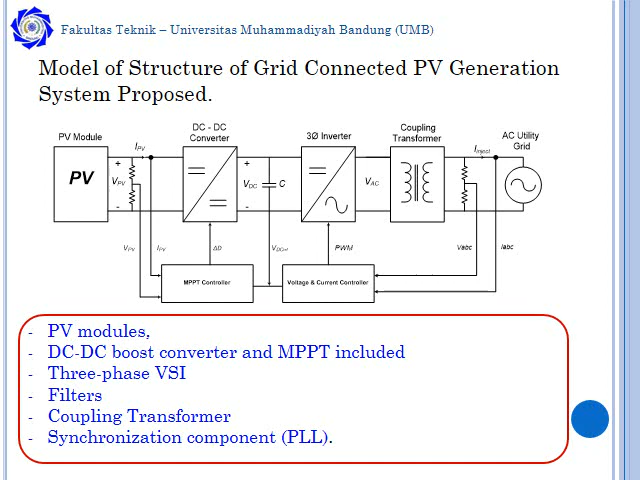 Fakultas Teknik – Universitas Muhammadiyah Bandung (UMB)
Model of Structure of Grid Connected PV Generation
System Proposed.
PV Module
IPV
DC - DC
Converter
3Ø Inverter
Coupling
Transformer
Iinject
AC Utility
Grid
PV
+
VPV
-
+
VDC
C
-
VAC
VPV
IPV
ΔD
PWM
Vabc
Iabc
MPPT Controller
Voltage & Current Controller
- PV modules,
- DC-DC boost converter and MPPT included
- Three-phase VSI
- Filters
- Coupling Transformer
- Synchronization component (PLL).